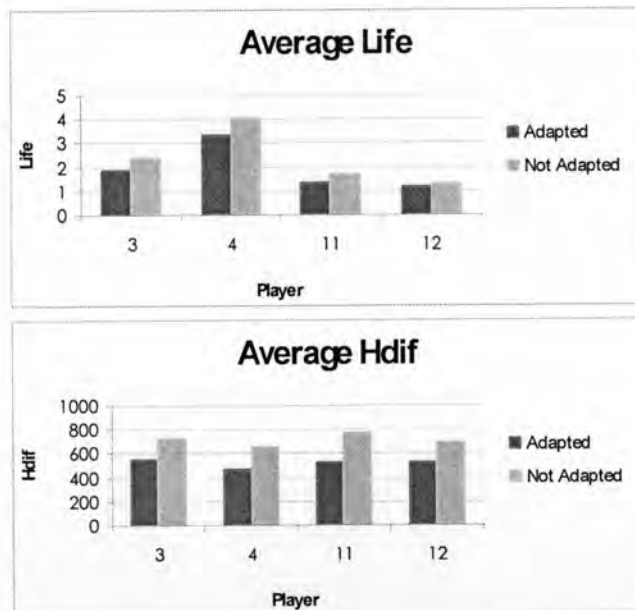 Average Life
5
4
3
2
1
0
Life
3 4 11 12
Player
Adapted
Not Adapted
Average Hdif
1000
800
600
400
200
0
Hdif
3 4 11 12
Player
Adapted
Not Adapted